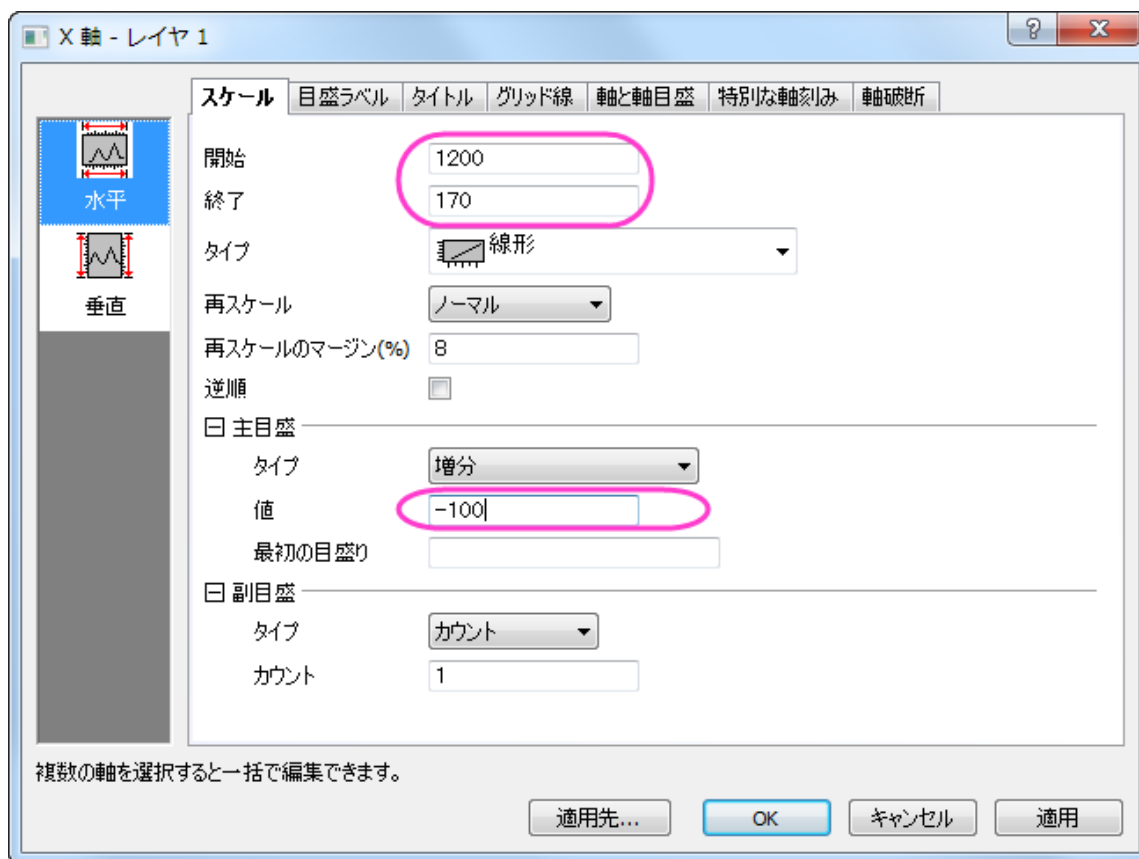 X 軸 - レイヤ 1
スケール 目盛ラベル タイトル グリッド線 軸と軸目盛 特別な軸刻み 軸破断
水平
垂直
開始 1200
終了 170
タイプ 線形
再スケール ノーマル
再スケールのマージン(%) 8
逆順
主目盛
タイプ 増分
値 -100
最初の目盛り
副目盛
タイプ カウント
カウント 1
複数の軸を選択すると一括で編集できます。
適用先... OK キャンセル 適用